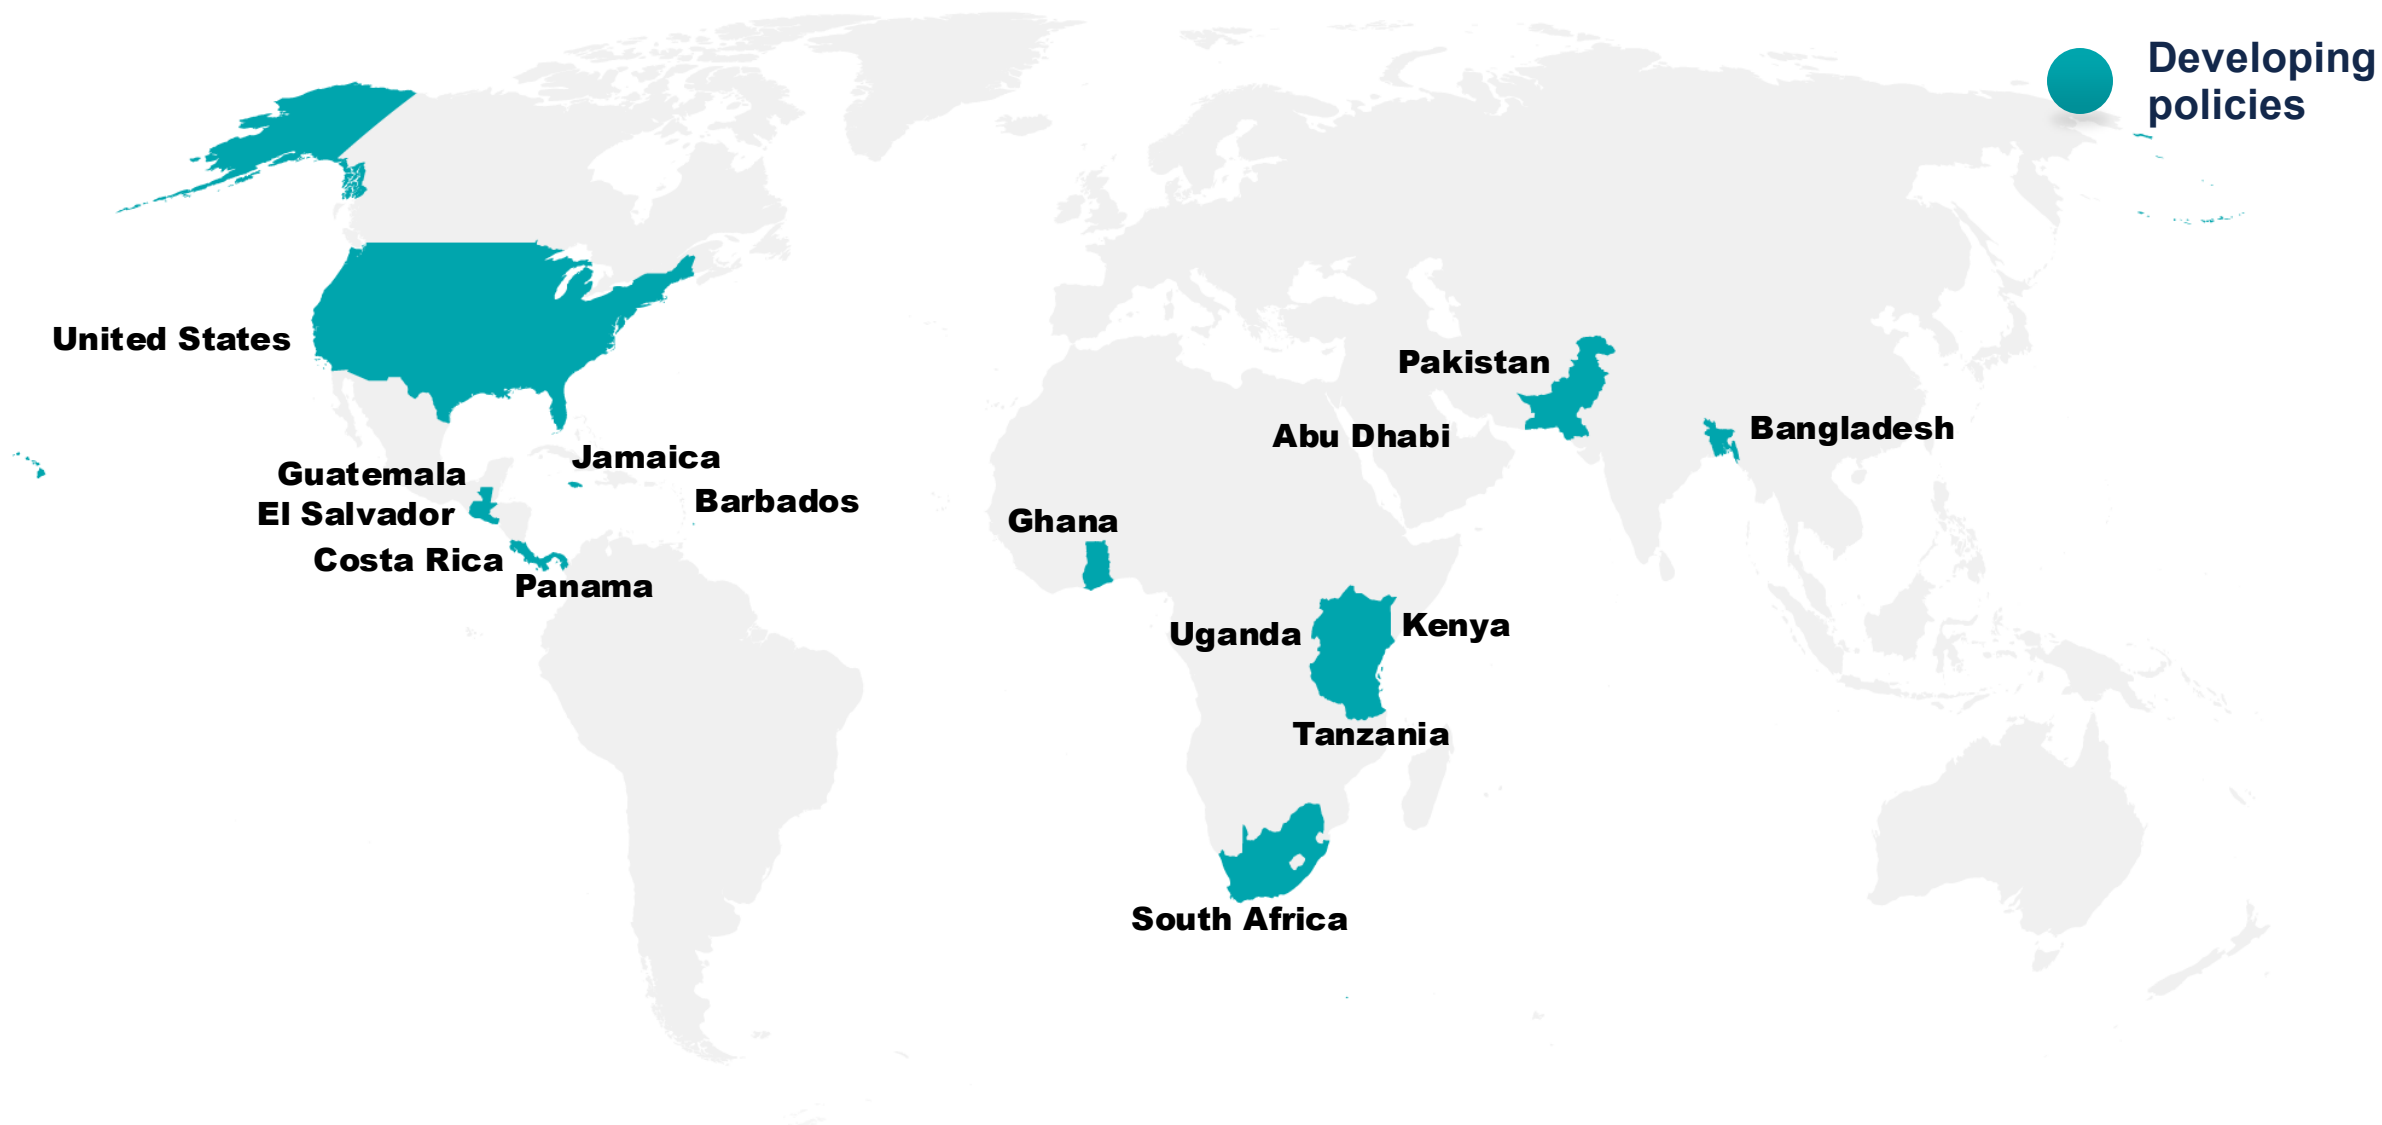 Developing
policies
United States
Pakistan
Abu Dhabi
Bangladesh
Jamaica
Guatemala
Barbados
El Salvador
Ghana
Costa Rica
Panama
Uganda
Kenya
Tanzania
South Africa